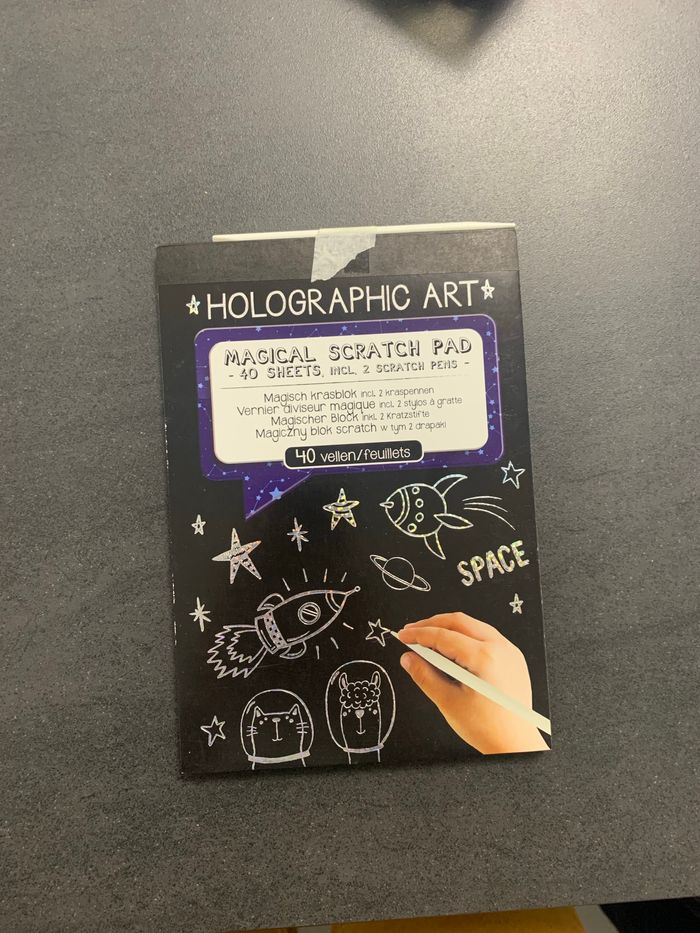 HOLOGRAPHIC ART
MAGICAL SCRATCH PAD
- 40 SHEETS, INCL. 2 SCRATCH PENS -
Magisch krasblok incl. 2 kraspennen
Vernier diviseur magique incl. 2 stylos à gratte
Magischer Block inkl. 2 Kratzstifte
Magiczny blok scratch w tym 2 drapaki
40 vellen/feuillets
SPACE